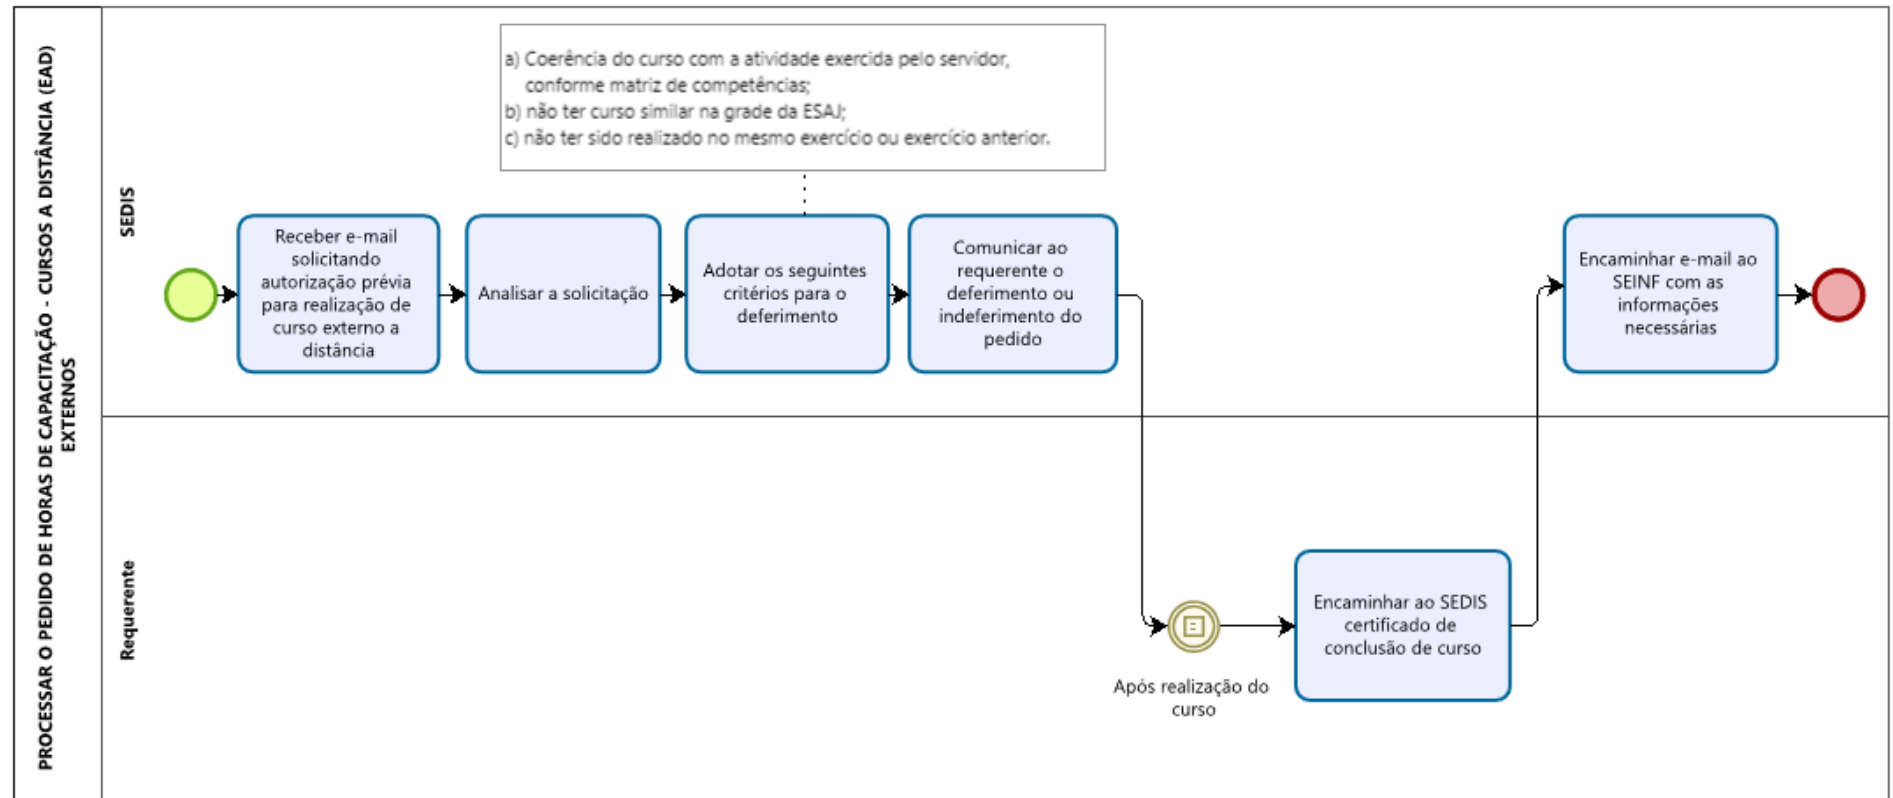 PROCESSAR O PEDIDO DE HORAS DE CAPACITAÇÃO - CURSOS A DISTÂNCIA (EAD)
EXTERNOS
SEDIS
a) Coerência do curso com a atividade exercida pelo servidor,
conforme matriz de competências;
b) não ter curso similar na grade da ESAJ;
c) não ter sido realizado no mesmo exercício ou exercício anterior.
Receber e-mail
solicitando
autorização prévia
para realização de
curso externo a
distância
Analisar a solicitação
Adotar os seguintes
critérios para o
deferimento
Comunicar ao
requerente o
deferimento ou
indeferimento do
pedido
Encaminhar e-mail ao
SEINF com as
informações
necessárias
Requerente
Após realização do
curso
Encaminhar ao SEDIS
certificado de
conclusão de curso